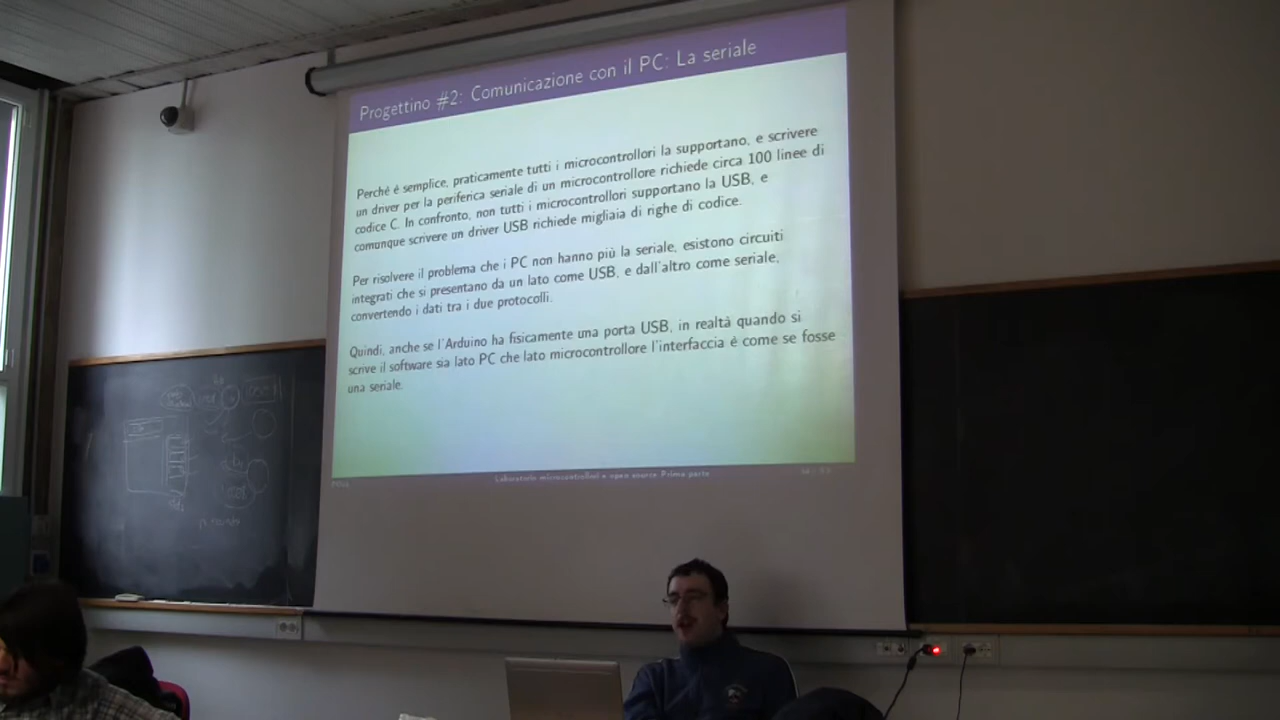 Progettino #2: Comunicazione con il PC: La seriale
Perché è semplice, praticamente tutti i microcontrollori la supportano, e scrivere
un driver per la periferica seriale di un microcontrollore richiede circa 100 linee di
codice C. In confronto, non tutti i microcontrollori supportano la USB, e
comunque scrivere un driver USB richiede migliaia di righe di codice.
Per risolvere il problema che i PC non hanno più la seriale, esistono circuiti
integrati che si presentano da un lato come USB, e dall'altro come seriale,
convertendo i dati tra i due protocolli.
Quindi, anche se l'Arduino ha fisicamente una porta USB, in realtà quando si
scrive il software sia lato PC che lato microcontrollore l'interfaccia è come se fosse
una seriale.
Laboratorio microcontrollori e open source Prima parte